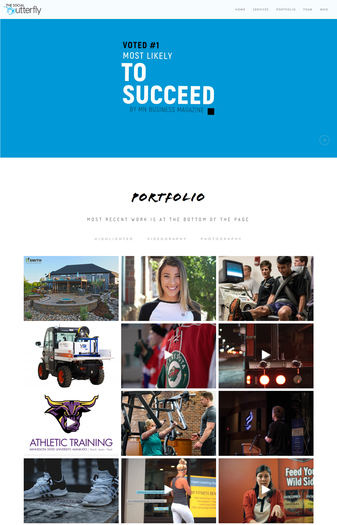 THE SOCIAL
butterfly
HOME SERVICES PORTFOLIO TEAM
VOTED #1
MOST LIKELY
TO
SUCCEED
BY MN BUSINESS MAGAZINE
PORTFOLIO
MOST RECENT WORK IS AT THE BOTTOM OF THE PAGE
HIGHLIGHTED VIDEOGRAPHY PHOTOGRAPHY
ATHLETIC TRAINING
MINNESOTA STATE UNIVERSITY, MANKATO
Feed You
Wild Sid